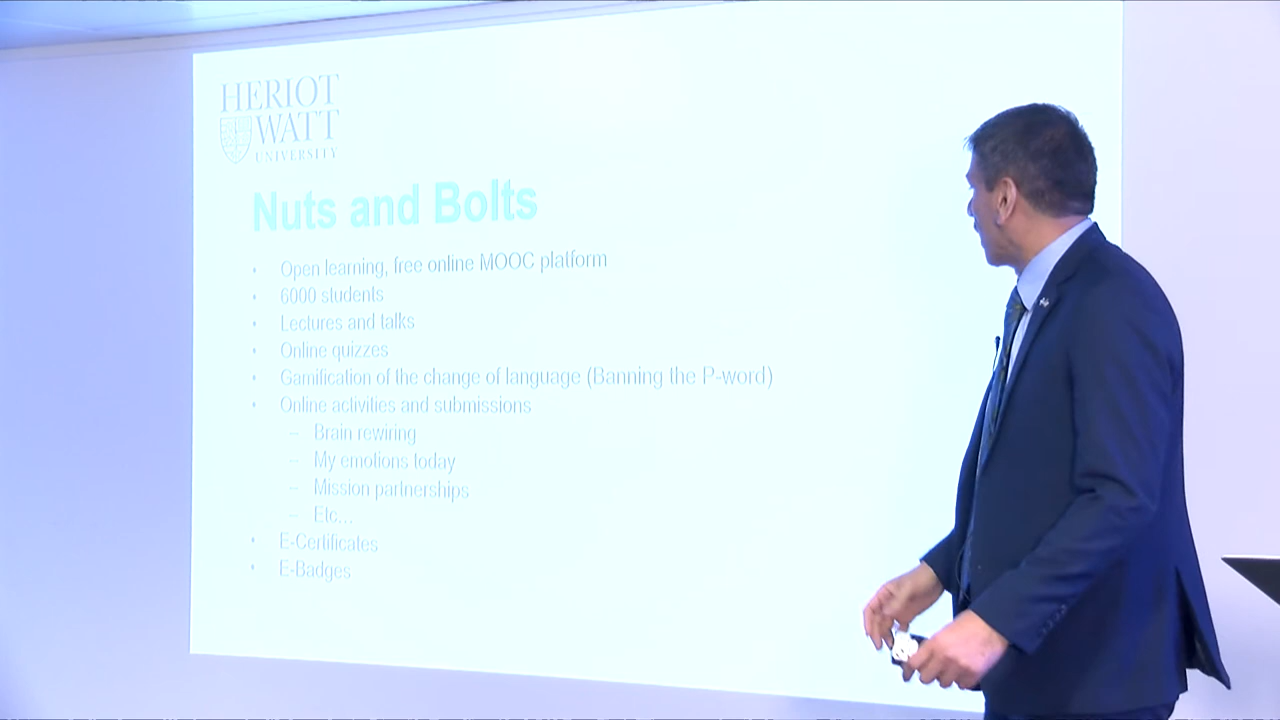 HERIOT
WATT
UNIVERSITY
Nuts and Bolts
• Open learning, free online MOOC platform
• 6000 students
• Lectures and talks
• Online quizzes
• Gamification of the change of language (Banning the P-word)
• Online activities and submissions
– Brain rewiring
– My emotions today
– Mission partnerships
– Etc...
• E-Certificates
• E-Badges